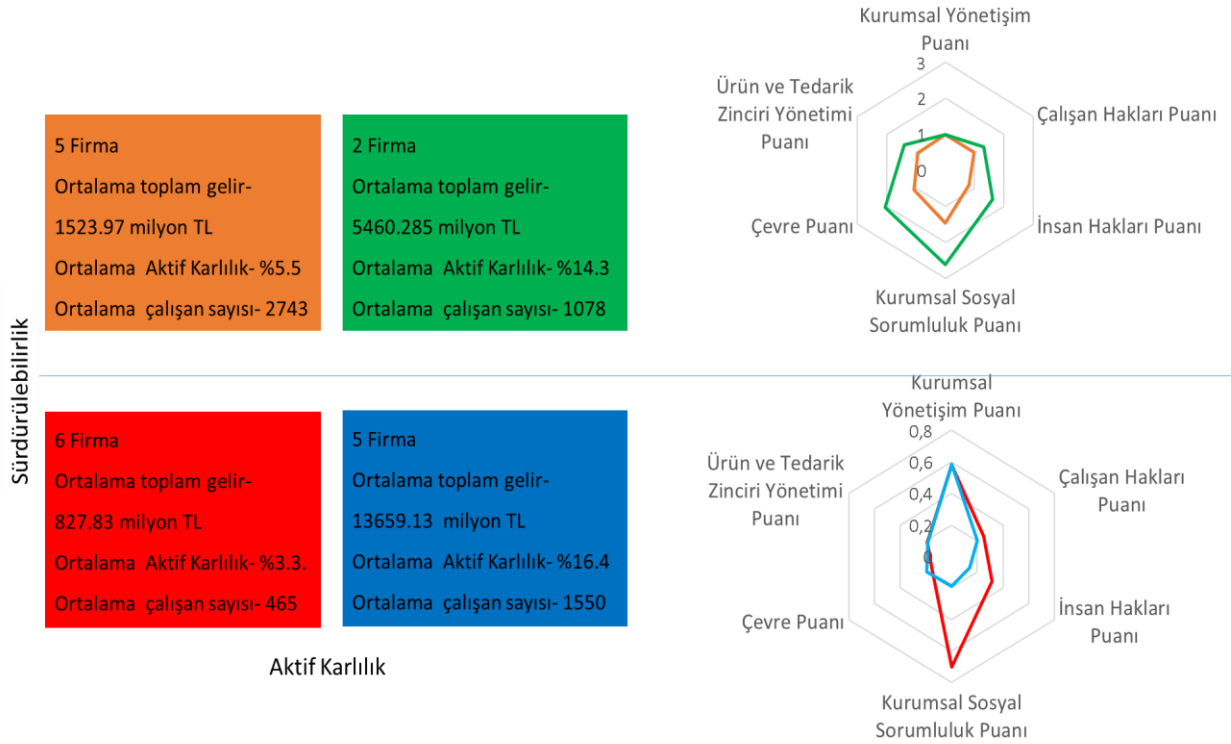 Sürdürülebilirlik
5 Firma
Ortalama toplam gelir-
1523.97 milyon TL
Ortalama Aktif Karlılık- %5.5
Ortalama çalışan sayısı- 2743
2 Firma
Ortalama toplam gelir-
5460.285 milyon TL
Ortalama Aktif Karlılık- %14.3
Ortalama çalışan sayısı- 1078
Kurumsal Yönetişim
Puanı
3
2
1
0
Çalışan Hakları Puanı
İnsan Hakları Puanı
Kurumsal Sosyal
Sorumluluk Puanı
Çevre Puanı
Ürün ve Tedarik
Zinciri Yönetimi
Puanı
6 Firma
Ortalama toplam gelir-
827.83 milyon TL
Ortalama Aktif Karlılık- %3.3.
Ortalama çalışan sayısı- 465
5 Firma
Ortalama toplam gelir-
13659.13 milyon TL
Ortalama Aktif Karlılık- %16.4
Ortalama çalışan sayısı- 1550
Aktif Karlılık
Kurumsal
Yönetişim Puanı
0,8
0,6
0,4
0,2
0
Çalışan Hakları
Puanı
İnsan Hakları
Puanı
Kurumsal Sosyal
Sorumluluk Puanı
Çevre Puanı
Ürün ve Tedarik
Zinciri Yönetimi
Puanı